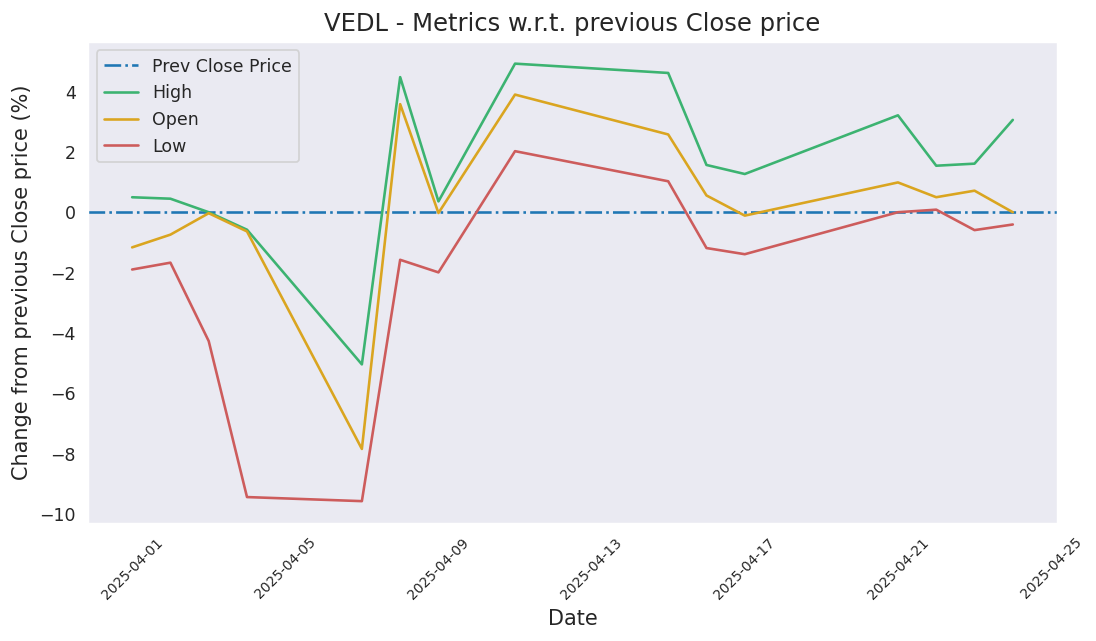 VEDL - Metrics w.r.t. previous Close price
Prev Close Price
High
Open
Low
Change from previous Close price (%)
4
2
0
−2
−4
−6
−8
−10
2025-04-01
2025-04-05
2025-04-09
2025-04-13
2025-04-17
2025-04-21
2025-04-25
Date